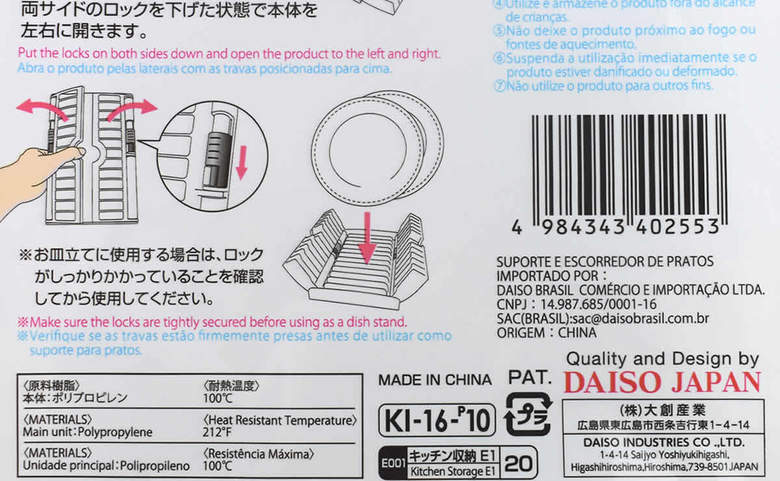 両サイドのロックを下げた状態で本体を
左右に開きます。
Put the locks on both sides down and open the product to the left and right.
Abra o produto pelas laterais com as travas posicionadas para cima.
※お皿立てに使用する場合は、ロック
がしっかりかかっていることを確認
してから使用してください。
※Make sure the locks are tightly secured before using as a dish stand.
※Verifique se as travas estão firmemente presas antes de utilizar como
suporte para pratos.
〈原料樹脂〉 〈耐熱温度〉
本体:ポリプロピレン 100℃
〈MATERIALS〉 〈Heat Resistant Temperature〉
Main unit:Polypropylene 212°F
〈MATERIALS〉 〈Resistência Máxima〉
Unidade principal:Polipropileno 100℃
④Utilize e armazene o produto fora do alcance
de crianças.
⑤Não deixe o produto próximo ao fogo ou
fontes de aquecimento.
⑥Suspenda a utilização imediatamente se o
produto estiver danificado ou deformado.
⑦Não utilize o produto para outros fins.
4 984343 402553
SUPORTE E ESCORREDOR DE PRATOS
IMPORTADO POR :
DAISO BRASIL COMÉRCIO E IMPORTAÇÃO LTDA.
CNPJ : 14.987.685/0001-16
SAC(BRASIL):sac@daisobrasil.com.br
ORIGEM : CHINA
MADE IN CHINA PAT.
KI-16-P10
プラ
E001 キッチン収納 E1
Kitchen Storage E1
20
Quality and Design by
DAISO JAPAN
(株)大創産業
広島県東広島市西条吉行東1-4-14
DAISO INDUSTRIES CO .,LTD.
1-4-14 Saijyo Yoshiyukihigashi,
Higashihiroshima,Hiroshima,739-8501 JAPAN